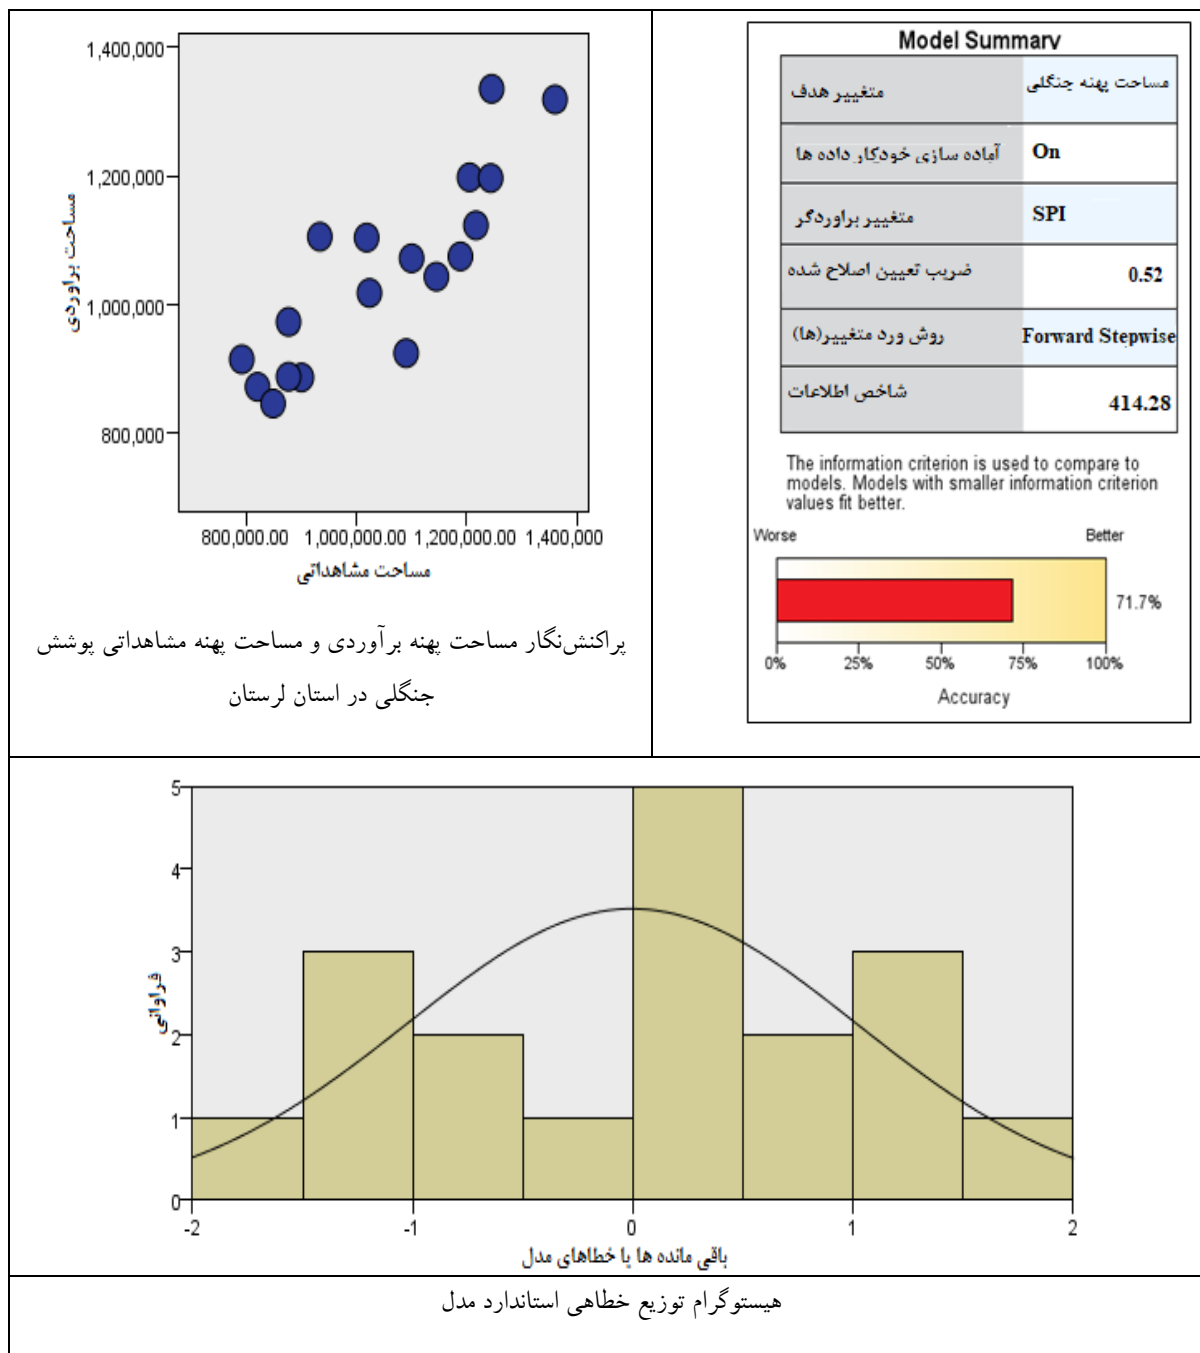 1,400,000
1,200,000
1,000,000
800,000
مساحت براوردی
800,000.00 1,000,000.00 1,200,000.00 1,400,000
مساحت مشاهداتی
پراکنش‌نگار مساحت پهنه برآوردی و مساحت پهنه مشاهداتی پوشش
جنگلی در استان لرستان
Model Summary
متغییر هدف مساحت پهنه جنگلی
آماده سازی خودکار داده ها On
متغییر براوردگر SPI
ضریب تعیین اصلاح شده 0.52
روش ورد متغییر(ها) Forward Stepwise
شاخص اطلاعات 414.28
The information criterion is used to compare to
models. Models with smaller information criterion
values fit better.
Worse Better
71.7%
0% 25% 50% 75% 100%
Accuracy
5
4
3
2
1
0
فراوانی
-2 -1 0 1 2
باقی مانده ها یا خطاهای مدل
هیستوگرام توزیع خطاهی استاندارد مدل